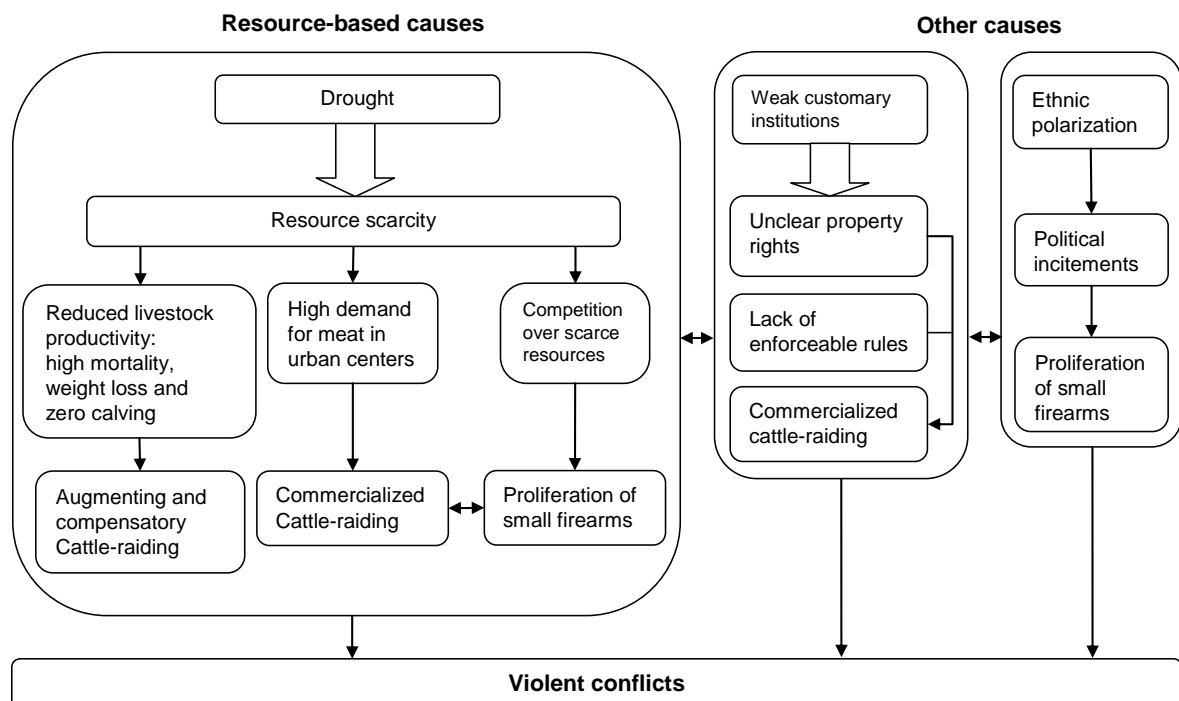 Resource-based causes
Other causes
Drought
Resource scarcity
Reduced livestock
productivity:
high mortality,
weight loss and
zero calving
High demand
for meat in
urban centers
Competition
over scarce
resources
Augmenting and
compensatory
Cattle-raiding
Commercialized
Cattle-raiding
Proliferation of
small firearms
Weak customary
institutions
Unclear property
rights
Lack of
enforceable rules
Commercialized
cattle-raiding
Ethnic
polarization
Political
incitements
Proliferation
of small
firearms
Violent conflicts